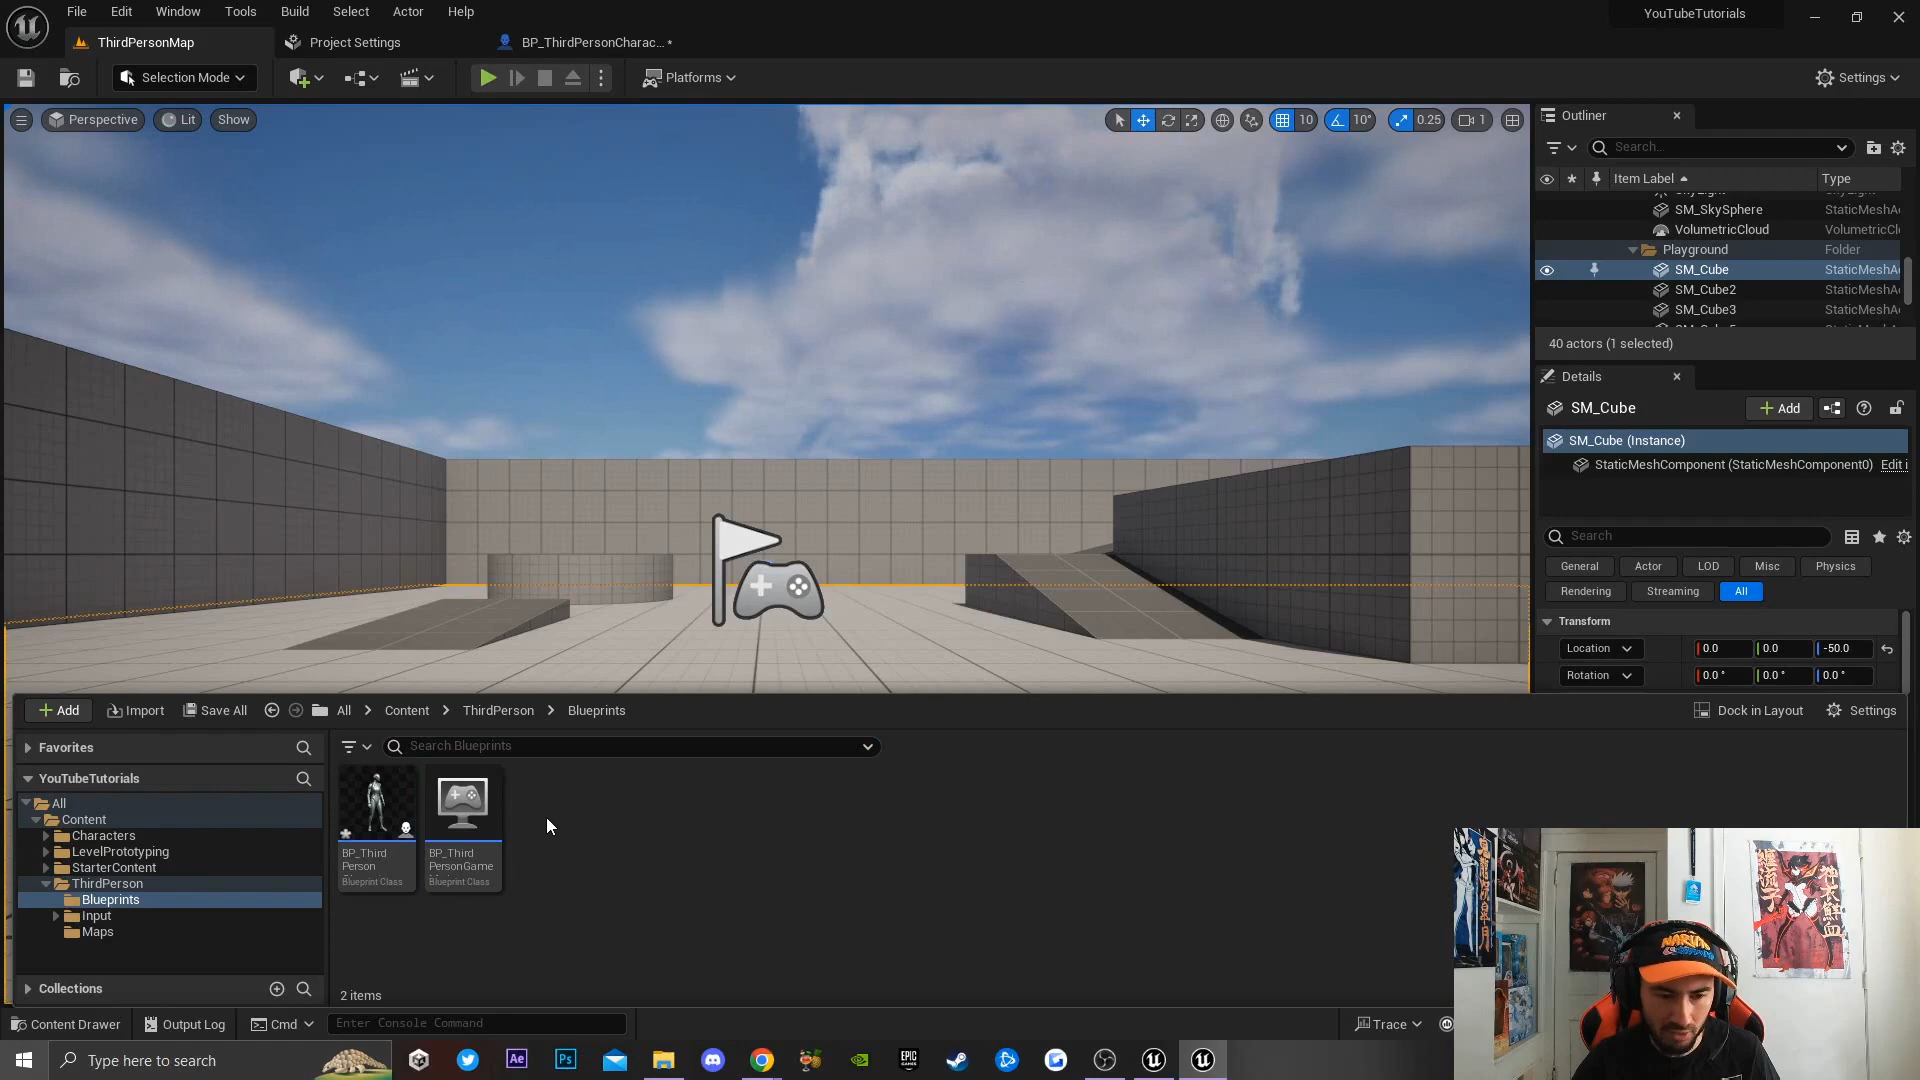 File Edit Window Tools Build Select Actor Help
YouTubeTutorials
ThirdPersonMap
Project Settings
BP_ThirdPersonCharac... *
Selection Mode
Platforms
Settings
Perspective
Lit
Show
10
10°
0.25
1
Outliner
Search...
Item Label
Type
SM_SkySphere
StaticMeshA
VolumetricCloud
VolumetricCl
Playground
Folder
SM_Cube
StaticMeshA
SM_Cube2
StaticMeshA
SM_Cube3
StaticMeshA
40 actors (1 selected)
Details
SM_Cube
Add
SM_Cube (Instance)
StaticMeshComponent (StaticMeshComponent0)
Edit i
Search
General
Actor
LOD
Misc
Physics
Rendering
Streaming
All
Transform
Location
0.0
0.0
-50.0
Rotation
0.0 °
0.0 °
0.0 °
Add
Import
Save All
All > Content > ThirdPerson > Blueprints
Dock in Layout
Settings
Favorites
Search Blueprints
YouTubeTutorials
All
Content
Characters
LevelPrototyping
StarterContent
ThirdPerson
Blueprints
Input
Maps
BP_Third
Person
Blueprint Class
BP_Third
PersonGame
Blueprint Class
Collections
2 items
Content Drawer
Output Log
Cmd
Enter Console Command
Trace
Type here to search
Ae
Ps
EPIC
GAMES
NARUTO